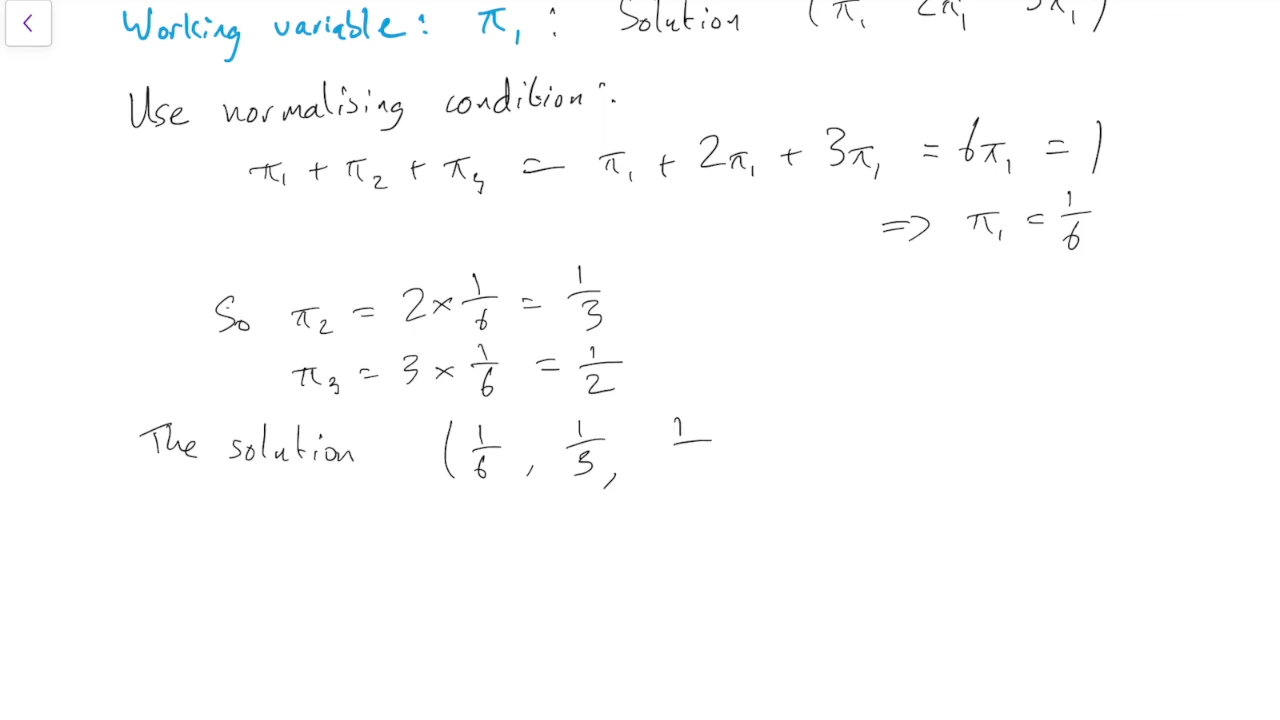 Working variable: π₁ : Solution (π₁ 2π₁ 3π₁)
Use normalising condition:
π₁ + π₂ + π₃ = π₁ + 2π₁ + 3π₁ = 6π₁ = 1
=> π₁ = 1/6
So π₂ = 2 × 1/6 = 1/3
π₃ = 3 × 1/6 = 1/2
The solution (1/6, 1/3, 1/